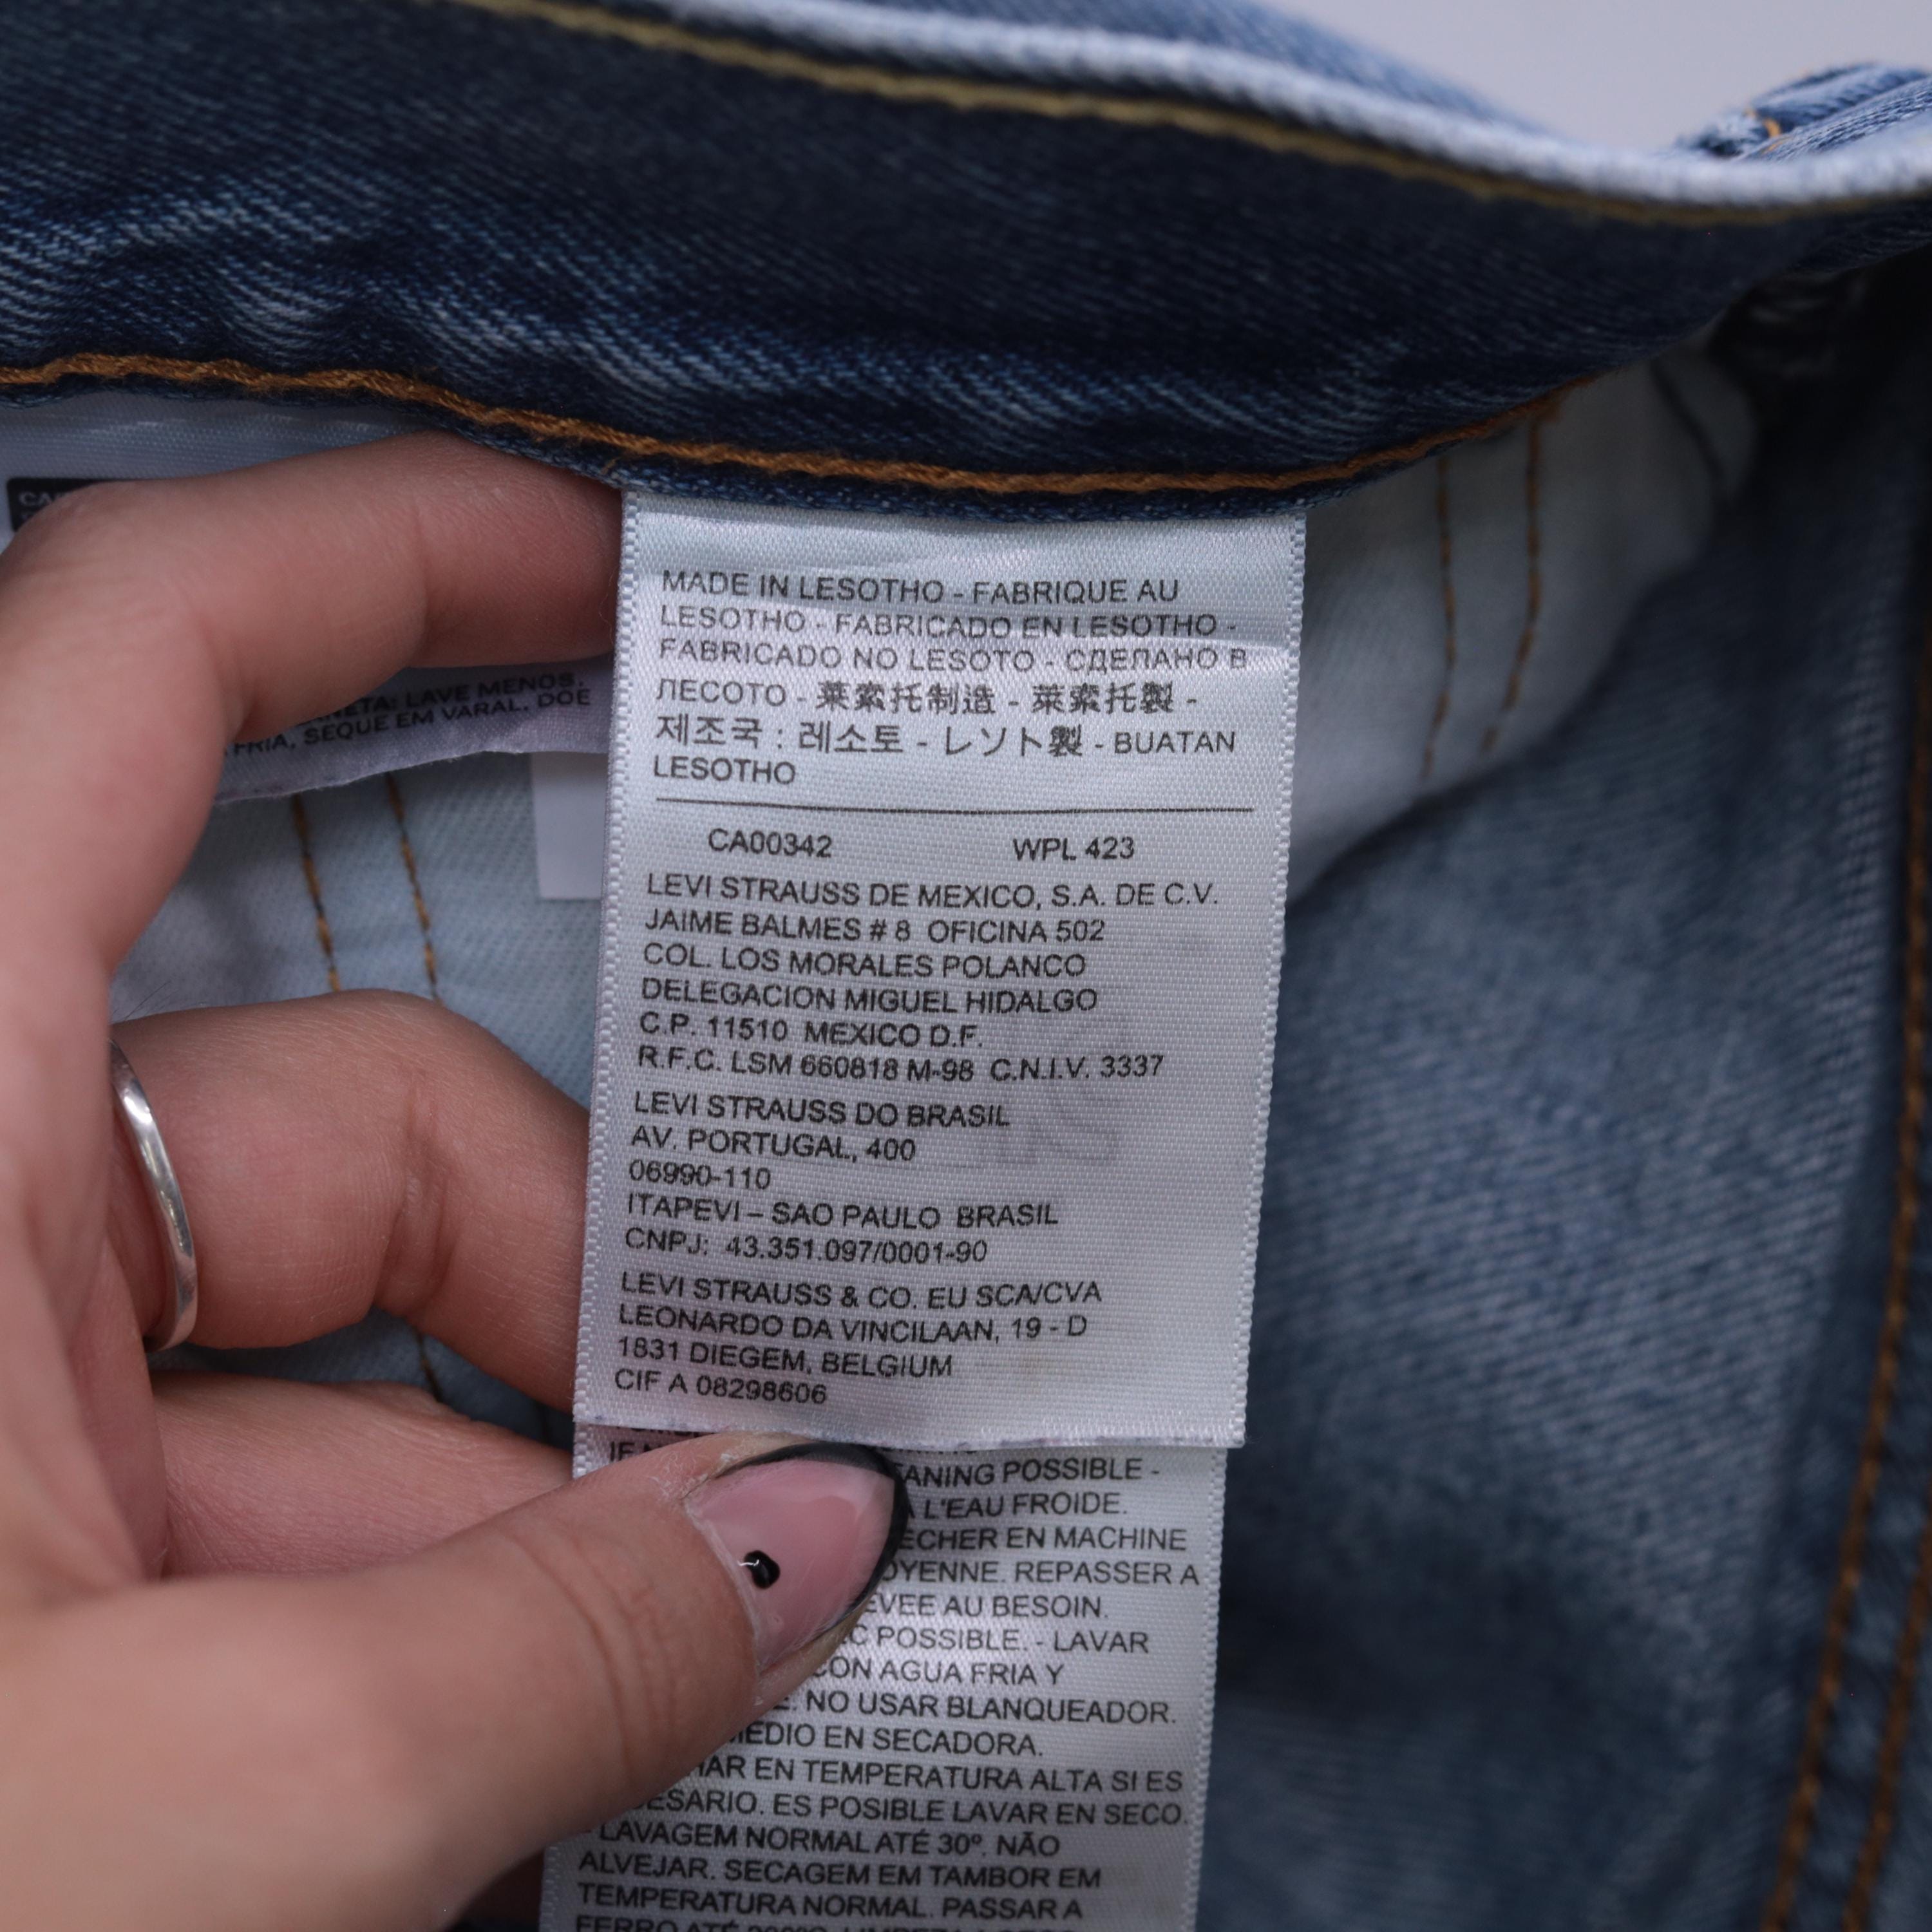 MADE IN LESOTHO - FABRIQUE AU
LESOTHO - FABRICADO EN LESOTHO -
FABRICADO NO LESOTO - СДЕЛАНО В
ЛЕСОТО - 莱索托制造 - 萊索托製 -
제조국 : 레소토 - レソト製 - BUATAN
LESOTHO
CA00342 WPL 423
LEVI STRAUSS DE MEXICO, S.A. DE C.V.
JAIME BALMES # 8 OFICINA 502
COL. LOS MORALES POLANCO
DELEGACION MIGUEL HIDALGO
C.P. 11510 MEXICO D.F.
R.F.C. LSM 660818 M-98 C.N.I.V. 3337
LEVI STRAUSS DO BRASIL
AV. PORTUGAL, 400
06990-110
ITAPEVI – SAO PAULO BRASIL
CNPJ: 43.351.097/0001-90
LEVI STRAUSS & CO. EU SCA/CVA
LEONARDO DA VINCILAAN, 19 - D
1831 DIEGEM, BELGIUM
CIF A 08298606
POSSIBLE -
L'EAU FROIDE.
EN MACHINE
REPASSER A
AU BESOIN.
POSSIBLE. - LAVAR
CON AGUA FRIA Y
NO USAR BLANQUEADOR.
EN SECADORA.
EN TEMPERATURA ALTA SI ES
ES POSIBLE LAVAR EN SECO.
- LAVAGEM NORMAL ATÉ 30º. NÃO
ALVEJAR. SECAGEM EM TAMBOR EM
TEMPERATURA NORMAL. PASSAR A
LAVE MENOS.
FRIA, SEQUE EM VARAL, DOE